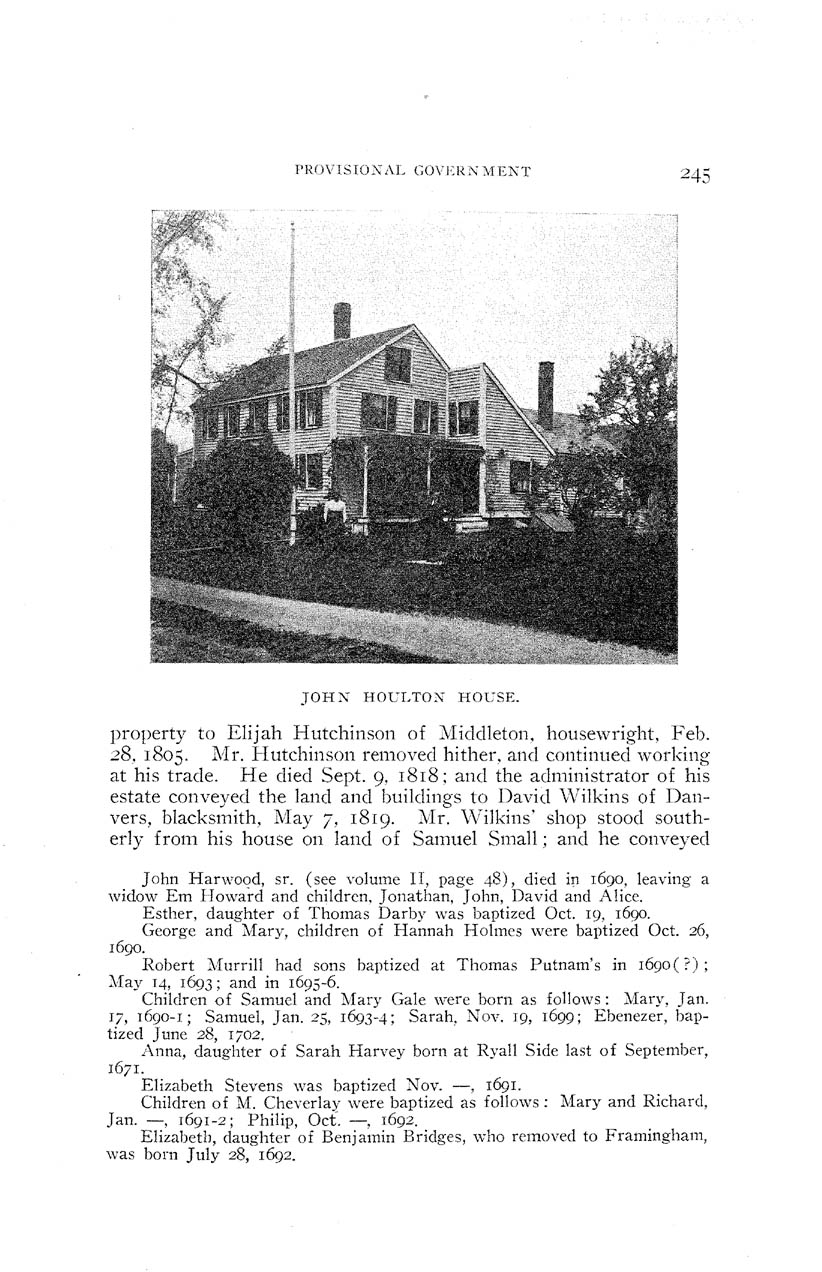 PROVISIONAL GOVERNMENT 245
JOHN HOULTON HOUSE.
property to Elijah Hutchinson of Middleton, housewright, Feb.
28, 1805. Mr. Hutchinson removed hither, and continued working
at his trade. He died Sept. 9, 1818; and the administrator of his
estate conveyed the land and buildings to David Wilkins of Dan-
vers, blacksmith, May 7, 1819. Mr. Wilkins' shop stood south-
erly from his house on land of Samuel Small; and he conveyed
John Harwood, sr. (see volume II, page 48), died in 1690, leaving a
widow Em Howard and children, Jonathan, John, David and Alice.
Esther, daughter of Thomas Darby was baptized Oct. 19, 1690.
George and Mary, children of Hannah Holmes were baptized Oct. 26,
1690.
Robert Murrill had sons baptized at Thomas Putnam's in 1690(?);
May 14, 1693; and in 1695-6.
Children of Samuel and Mary Gale were born as follows: Mary, Jan.
17, 1690-1; Samuel, Jan. 25, 1693-4; Sarah, Nov. 19, 1699; Ebenezer, bap-
tized June 28, 1702.
Anna, daughter of Sarah Harvey born at Ryall Side last of September,
1671.
Elizabeth Stevens was baptized Nov. —, 1691.
Children of M. Cheverlay were baptized as follows: Mary and Richard,
Jan. —, 1691-2; Philip, Oct. —, 1692.
Elizabeth, daughter of Benjamin Bridges, who removed to Framingham,
was born July 28, 1692.